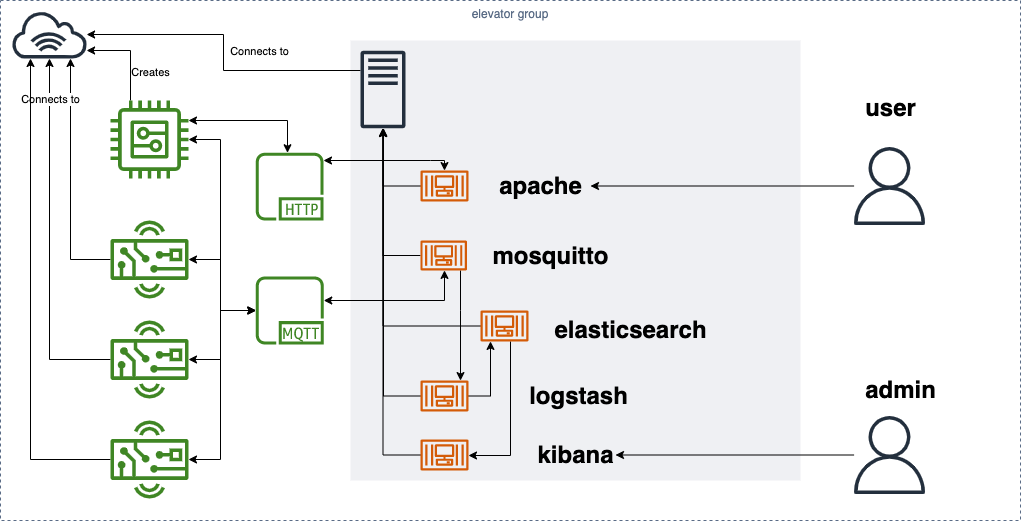 elevator group
Connects to
Creates
Connects to
user
HTTP
apache
mosquitto
MQTT
elasticsearch
logstash
admin
kibana